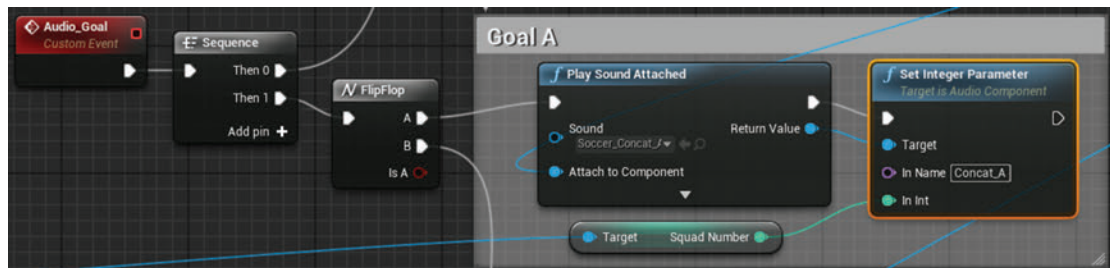 Audio_Goal
Custom Event
Sequence
Then 0
Then 1
Add pin
FlipFlop
A
B
Is A
Goal A
Play Sound Attached
Sound
Soccer_Concat_
Return Value
Attach to Component
Target
Squad Number
Set Integer Parameter
Target is Audio Component
Target
In Name Concat_A
In Int